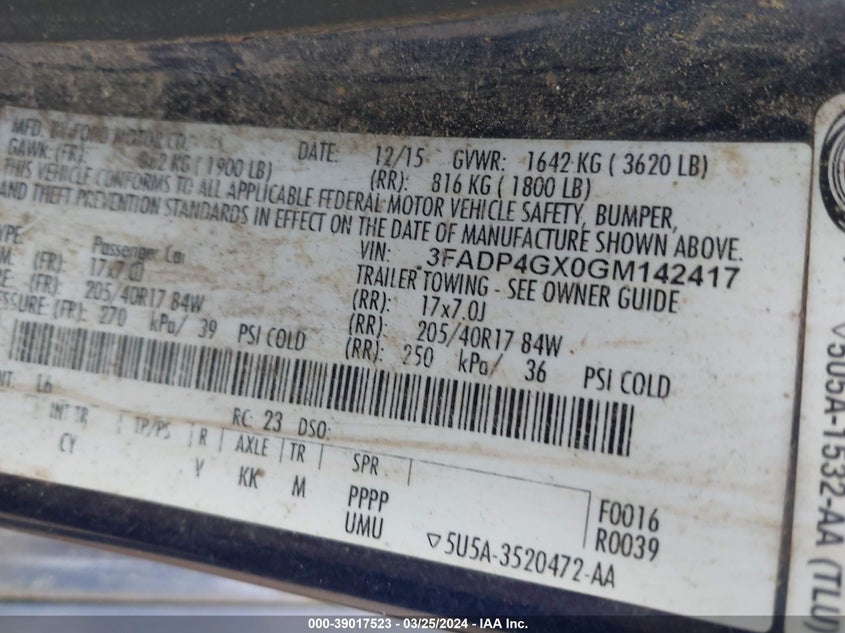 MFD. BY FORD MOTOR CO.
DATE: 12/15 GVWR: 1642 KG ( 3620 LB)
GAWR: (FR): 862 KG ( 1900 LB) (RR): 816 KG ( 1800 LB)
THIS VEHICLE CONFORMS TO ALL APPLICABLE FEDERAL MOTOR VEHICLE SAFETY, BUMPER,
AND THEFT PREVENTION STANDARDS IN EFFECT ON THE DATE OF MANUFACTURE SHOWN ABOVE.
VIN: 3FADP4GX0GM142417
TYPE: Passenger Car TRAILER TOWING - SEE OWNER GUIDE
M. (FR): 17x7.0J (RR): 17x7.0J
(FR): 205/40R17 84W (RR): 205/40R17 84W
SSURE: (FR): 270 kPa/ 39 PSI COLD (RR): 250 kPa/ 36 PSI COLD
NT: L6 RC: 23 DSO:
INT TR TP/PS R AXLE TR SPR
CY V KK M PPPP F0016
UMU R0039
▽5U5A-3520472-AA
▽5U5A-1532-AA (TLU)
000-39017523 - 03/25/2024 - IAA Inc.